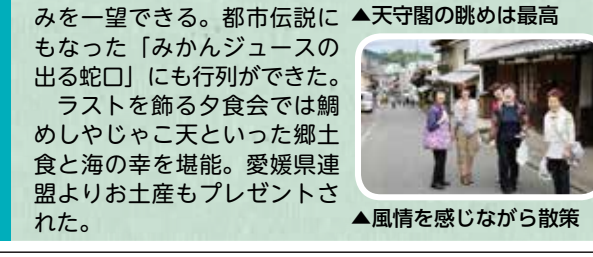 みを一望できる。都市伝説に
もなった「みかんジュースの
出る蛇口」にも行列ができた。
　ラストを飾る夕食会では鯛
めしやじゃこ天といった郷土
食と海の幸を堪能。愛媛県連
盟よりお土産もプレゼントさ
れた。
▲天守閣の眺めは最高
▲風情を感じながら散策